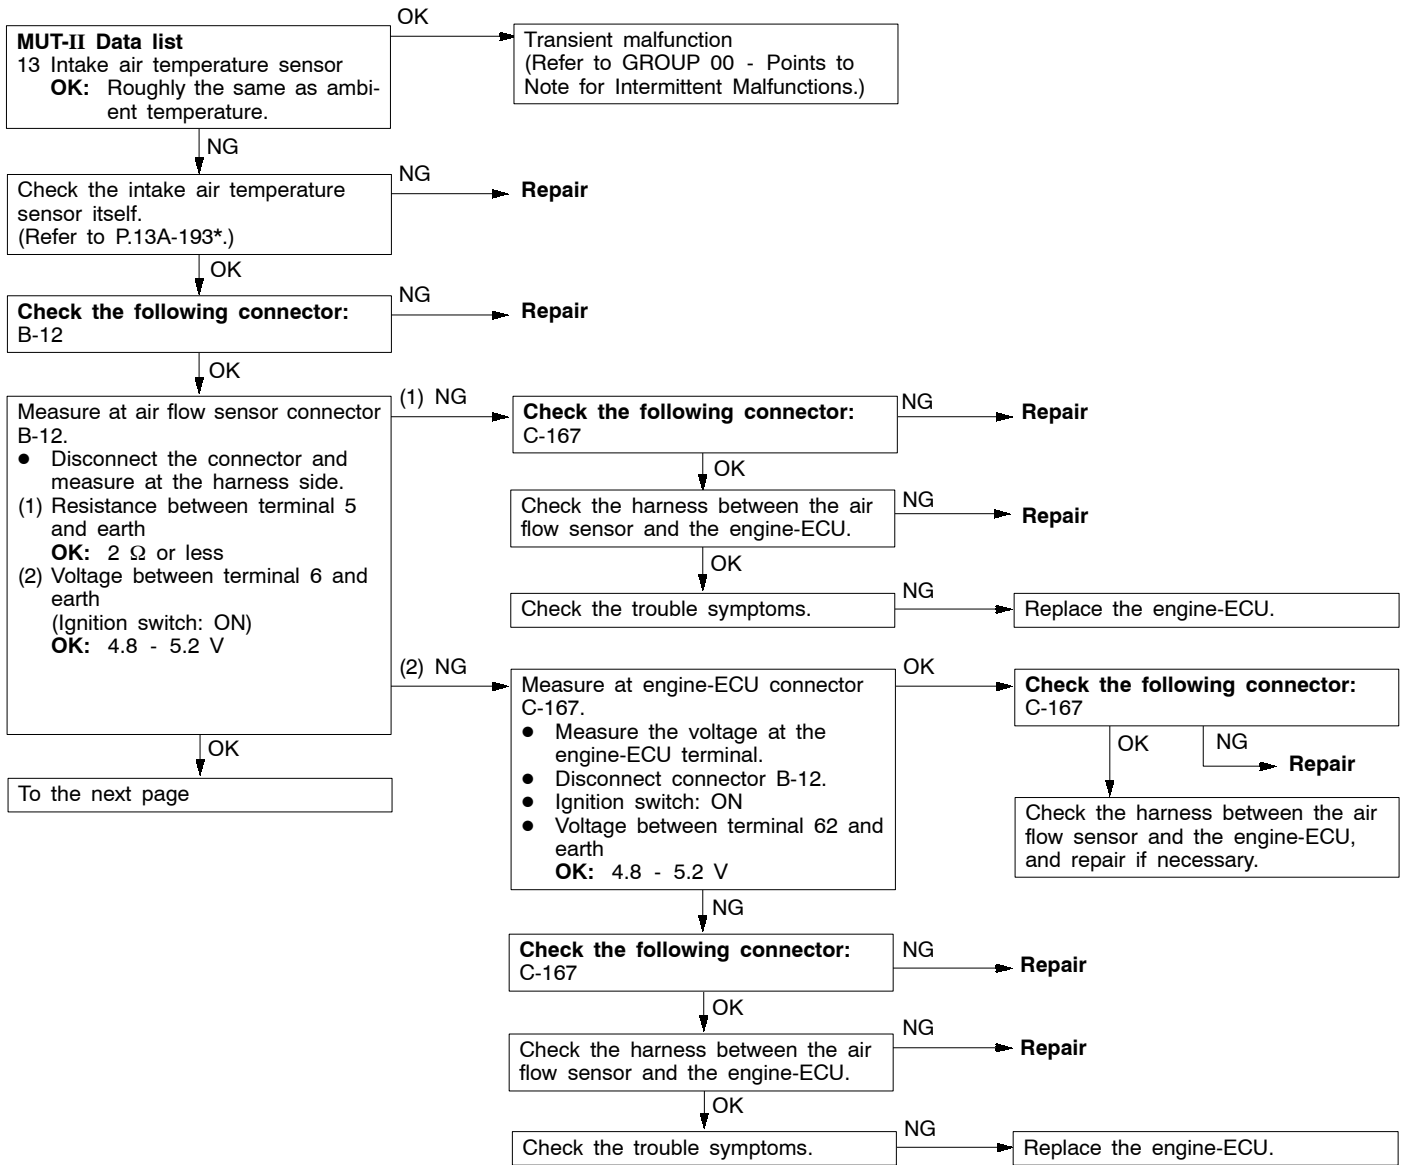 MUT-II Data list
13 Intake air temperature sensor
OK: Roughly the same as ambi-
ent temperature.
OK
Transient malfunction
(Refer to GROUP 00 - Points to
Note for Intermittent Malfunctions.)
NG
Check the intake air temperature
sensor itself.
(Refer to P.13A-193*.)
NG
Repair
OK
Check the following connector:
B-12
NG
Repair
OK
Measure at air flow sensor connector
B-12.
● Disconnect the connector and
measure at the harness side.
(1) Resistance between terminal 5
and earth
OK: 2 Ω or less
(2) Voltage between terminal 6 and
earth
(Ignition switch: ON)
OK: 4.8 - 5.2 V
(1) NG
Check the following connector:
C-167
NG
Repair
OK
Check the harness between the air
flow sensor and the engine-ECU.
NG
Repair
OK
Check the trouble symptoms.
NG
Replace the engine-ECU.
(2) NG
Measure at engine-ECU connector
C-167.
● Measure the voltage at the
engine-ECU terminal.
● Disconnect connector B-12.
● Ignition switch: ON
● Voltage between terminal 62 and
earth
OK: 4.8 - 5.2 V
OK
Check the following connector:
C-167
OK
NG
Repair
Check the harness between the air
flow sensor and the engine-ECU,
and repair if necessary.
OK
To the next page
NG
Check the following connector:
C-167
NG
Repair
OK
Check the harness between the air
flow sensor and the engine-ECU.
NG
Repair
OK
Check the trouble symptoms.
NG
Replace the engine-ECU.